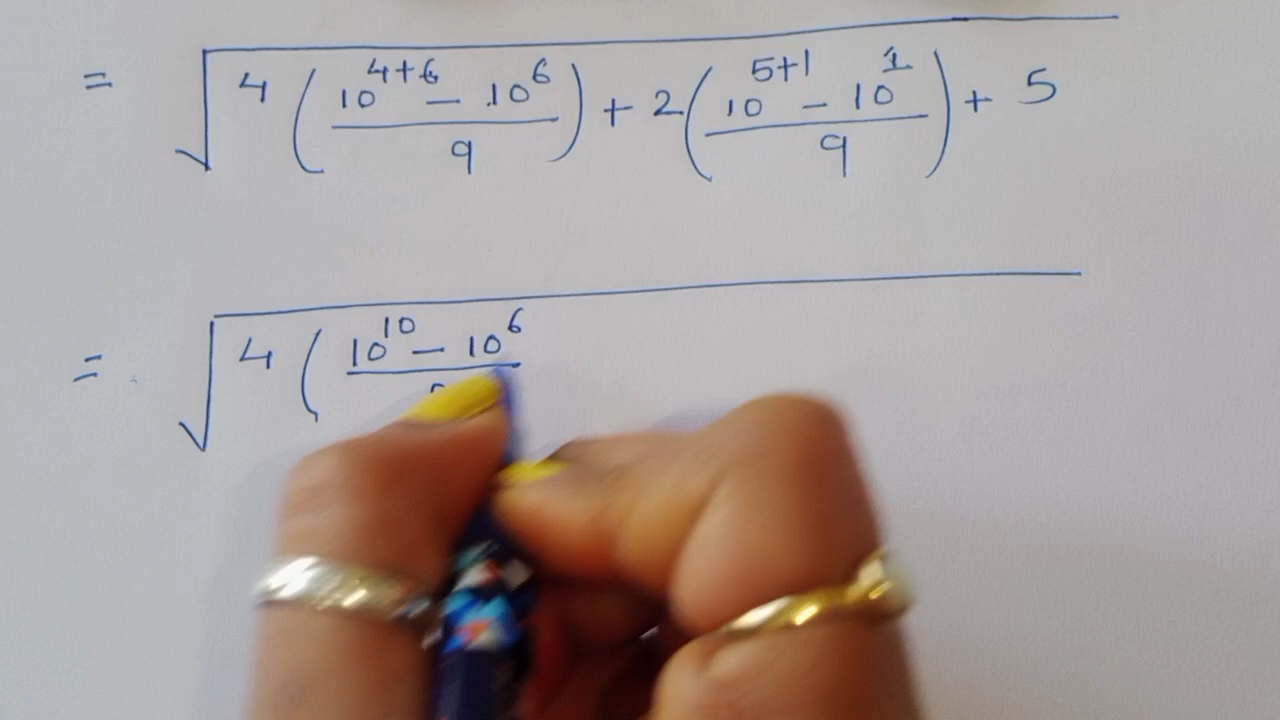 = √(4((10^{4+6} - 10^6)/9) + 2((10^{5+1} - 10^1)/9) + 5)
= √(4((10^{10} - 10^6)/